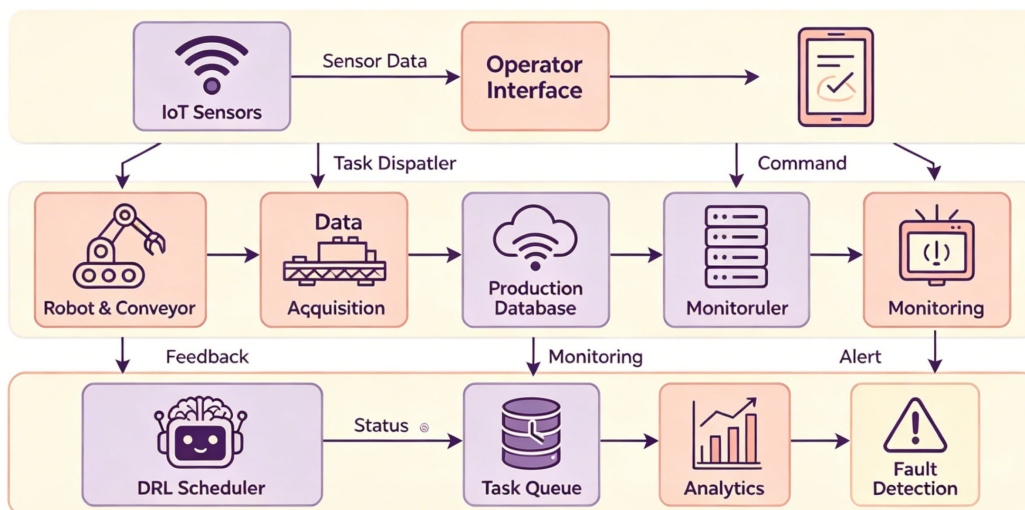 Sensor Data
IoT Sensors
Operator
Interface
Task Dispatler
Command
Robot & Conveyor
Data
Acquisition
Production
Database
Monitoruler
Monitoring
Feedback
Monitoring
Alert
DRL Scheduler
Status
Task Queue
Analytics
Fault
Detection